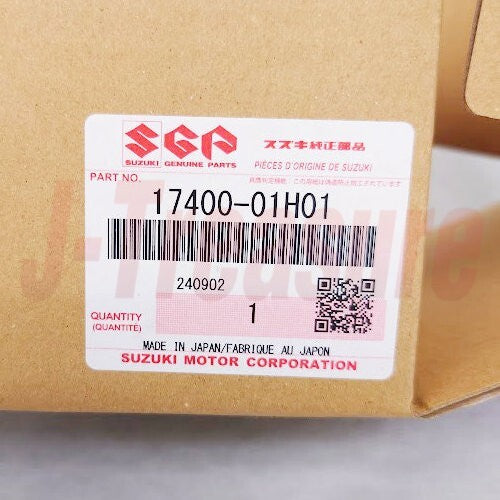 SGP スズキ純正部品
SUZUKI GENUINE PARTS PIÈCES D'ORIGINE DE SUZUKI
PART NO.
17400-01H01
240902
QUANTITY 1
(QUANTITÉ)
MADE IN JAPAN/FABRIQUE AU JAPON
SUZUKI MOTOR CORPORATION
J-Treasure